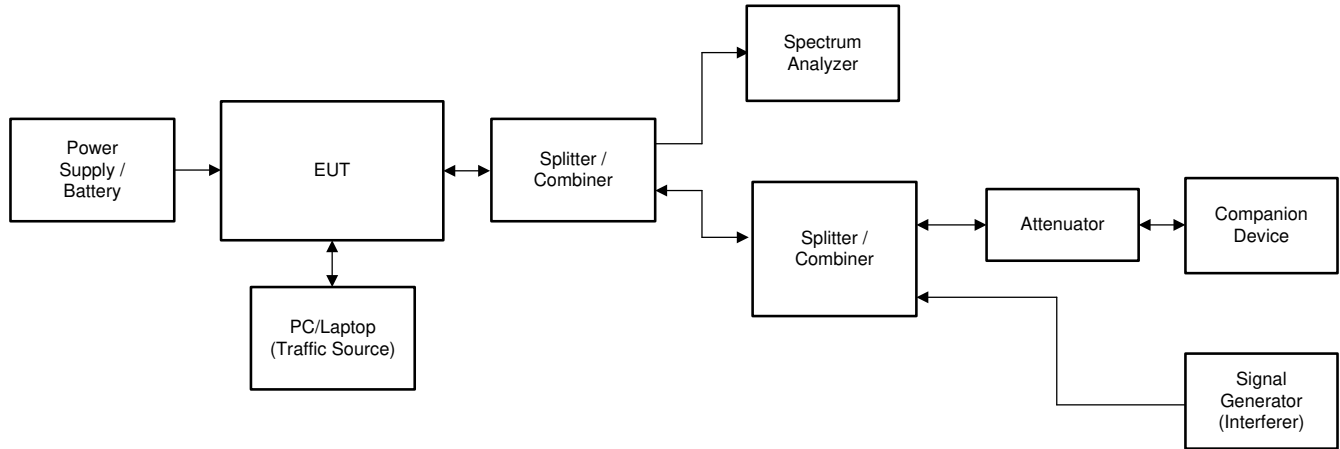 Spectrum
Analyzer
Power
Supply /
Battery
EUT
Splitter /
Combiner
Splitter /
Combiner
Attenuator
Companion
Device
PC/Laptop
(Traffic Source)
Signal
Generator
(Interferer)